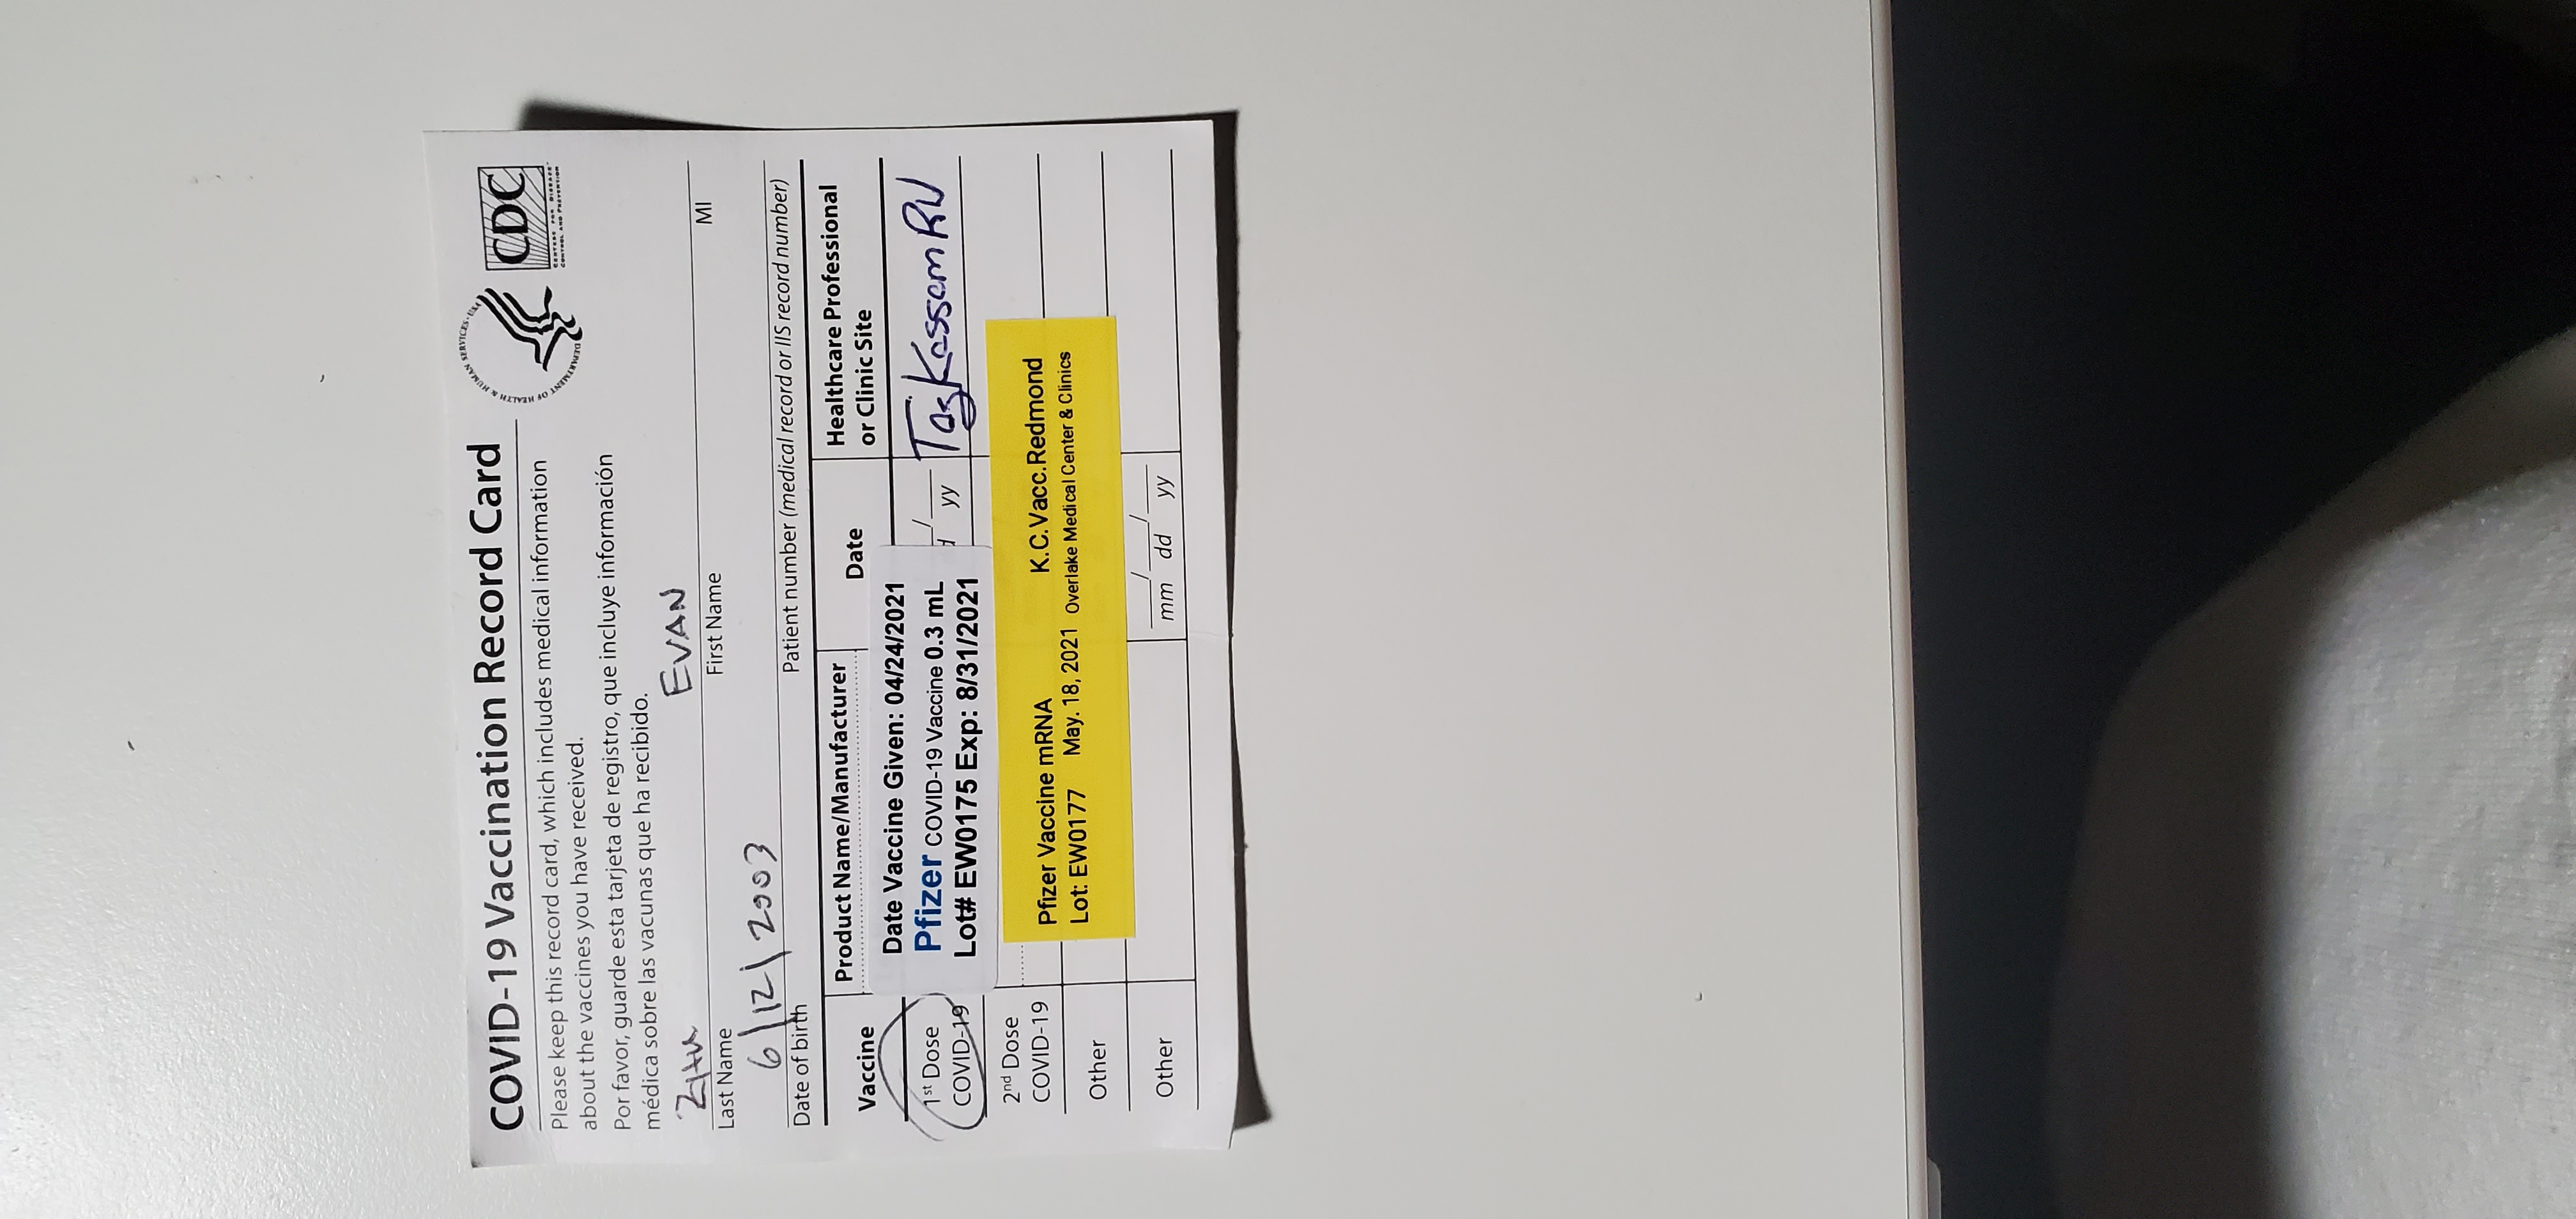 COVID-19 Vaccination Record Card
DEPARTMENT OF HEALTH & HUMAN SERVICES · USA
CDC
CENTERS FOR DISEASE
CONTROL AND PREVENTION
Please keep this record card, which includes medical information
about the vaccines you have received.
Por favor, guarde esta tarjeta de registro, que incluye información
médica sobre las vacunas que ha recibido.
EVAN
Last Name First Name MI
6/12/2003
Date of birth Patient number (medical record or IIS record number)
Vaccine Product Name/Manufacturer Date Healthcare Professional
or Clinic Site
1st Dose
COVID-19
Date Vaccine Given: 04/24/2021
Pfizer COVID-19 Vaccine 0.3 mL
Lot# EW0175 Exp: 8/31/2021
/ yy
Kassam RN
2nd Dose
COVID-19
Pfizer Vaccine mRNA K.C.Vacc.Redmond
Lot: EW0177 May. 18, 2021 Overlake Medical Center & Clinics
Other
Other
/ /
mm dd yy